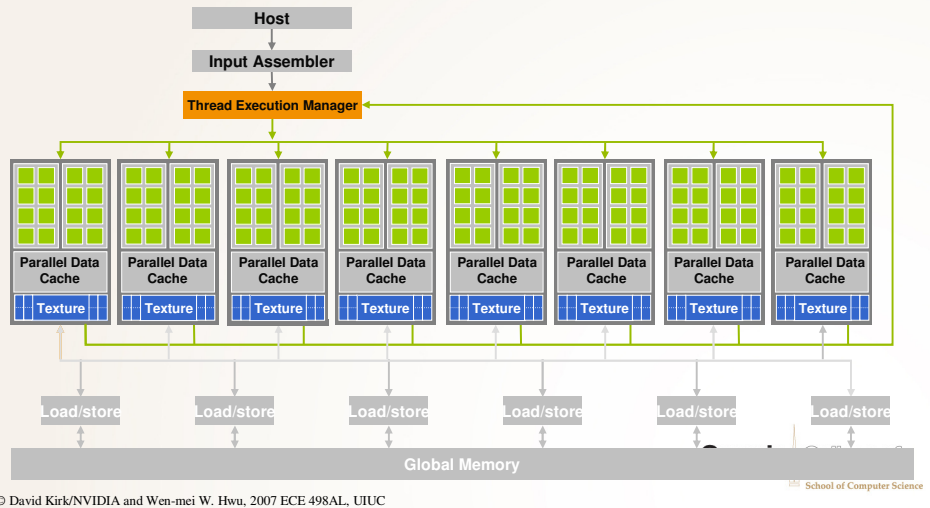 Host
Input Assembler
Thread Execution Manager
Parallel Data Cache
Parallel Data Cache
Parallel Data Cache
Parallel Data Cache
Parallel Data Cache
Parallel Data Cache
Parallel Data Cache
Parallel Data Cache
Texture
Texture
Texture
Texture
Texture
Texture
Texture
Texture
Load/store
Load/store
Load/store
Load/store
Load/store
Load/store
Global Memory
School of Computer Science
© David Kirk/NVIDIA and Wen-mei W. Hwu, 2007 ECE 498AL, UIUC